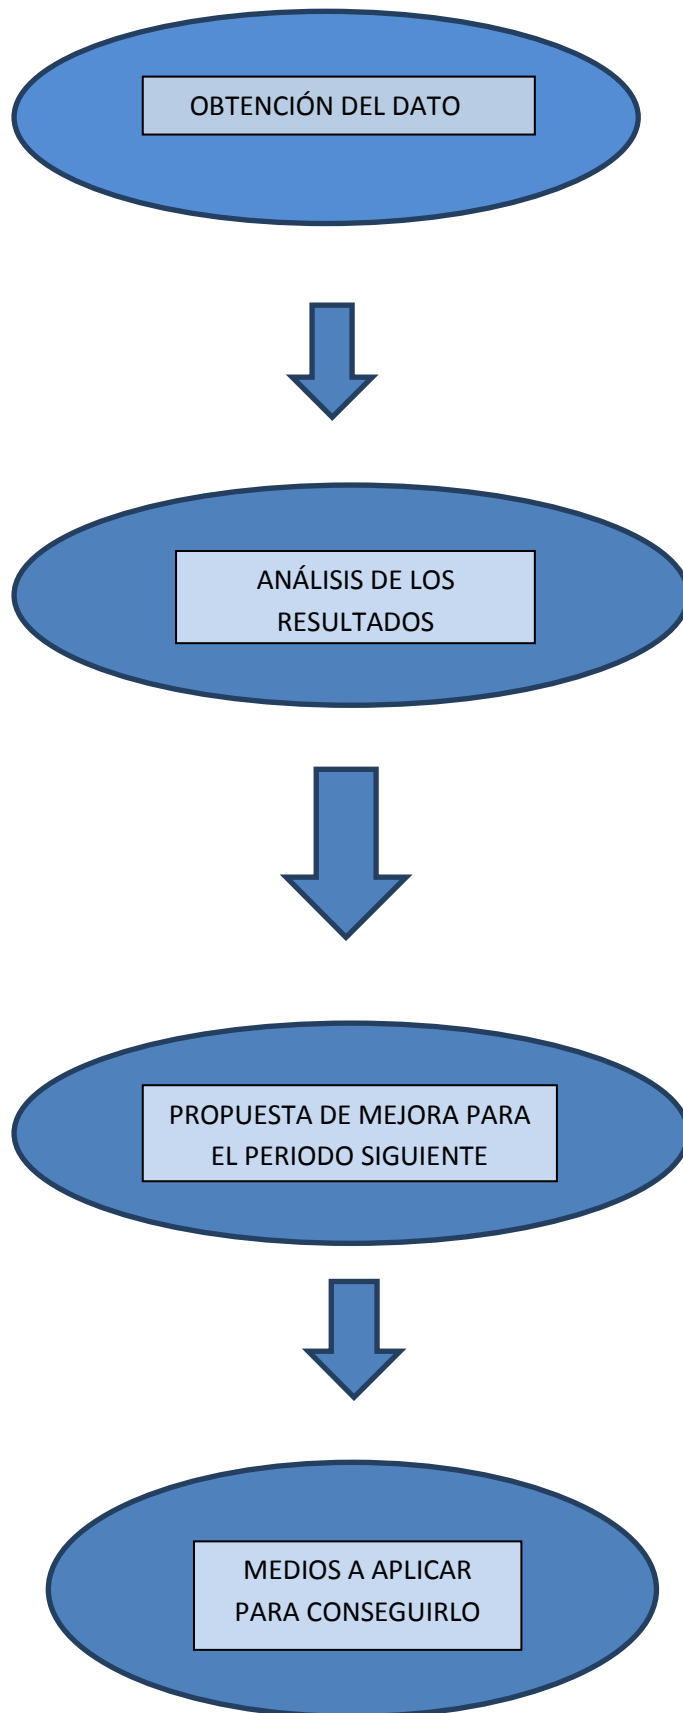 OBTENCIÓN DEL DATO
ANÁLISIS DE LOS
RESULTADOS
PROPUESTA DE MEJORA PARA
EL PERIODO SIGUIENTE
MEDIOS A APLICAR
PARA CONSEGUIRLO